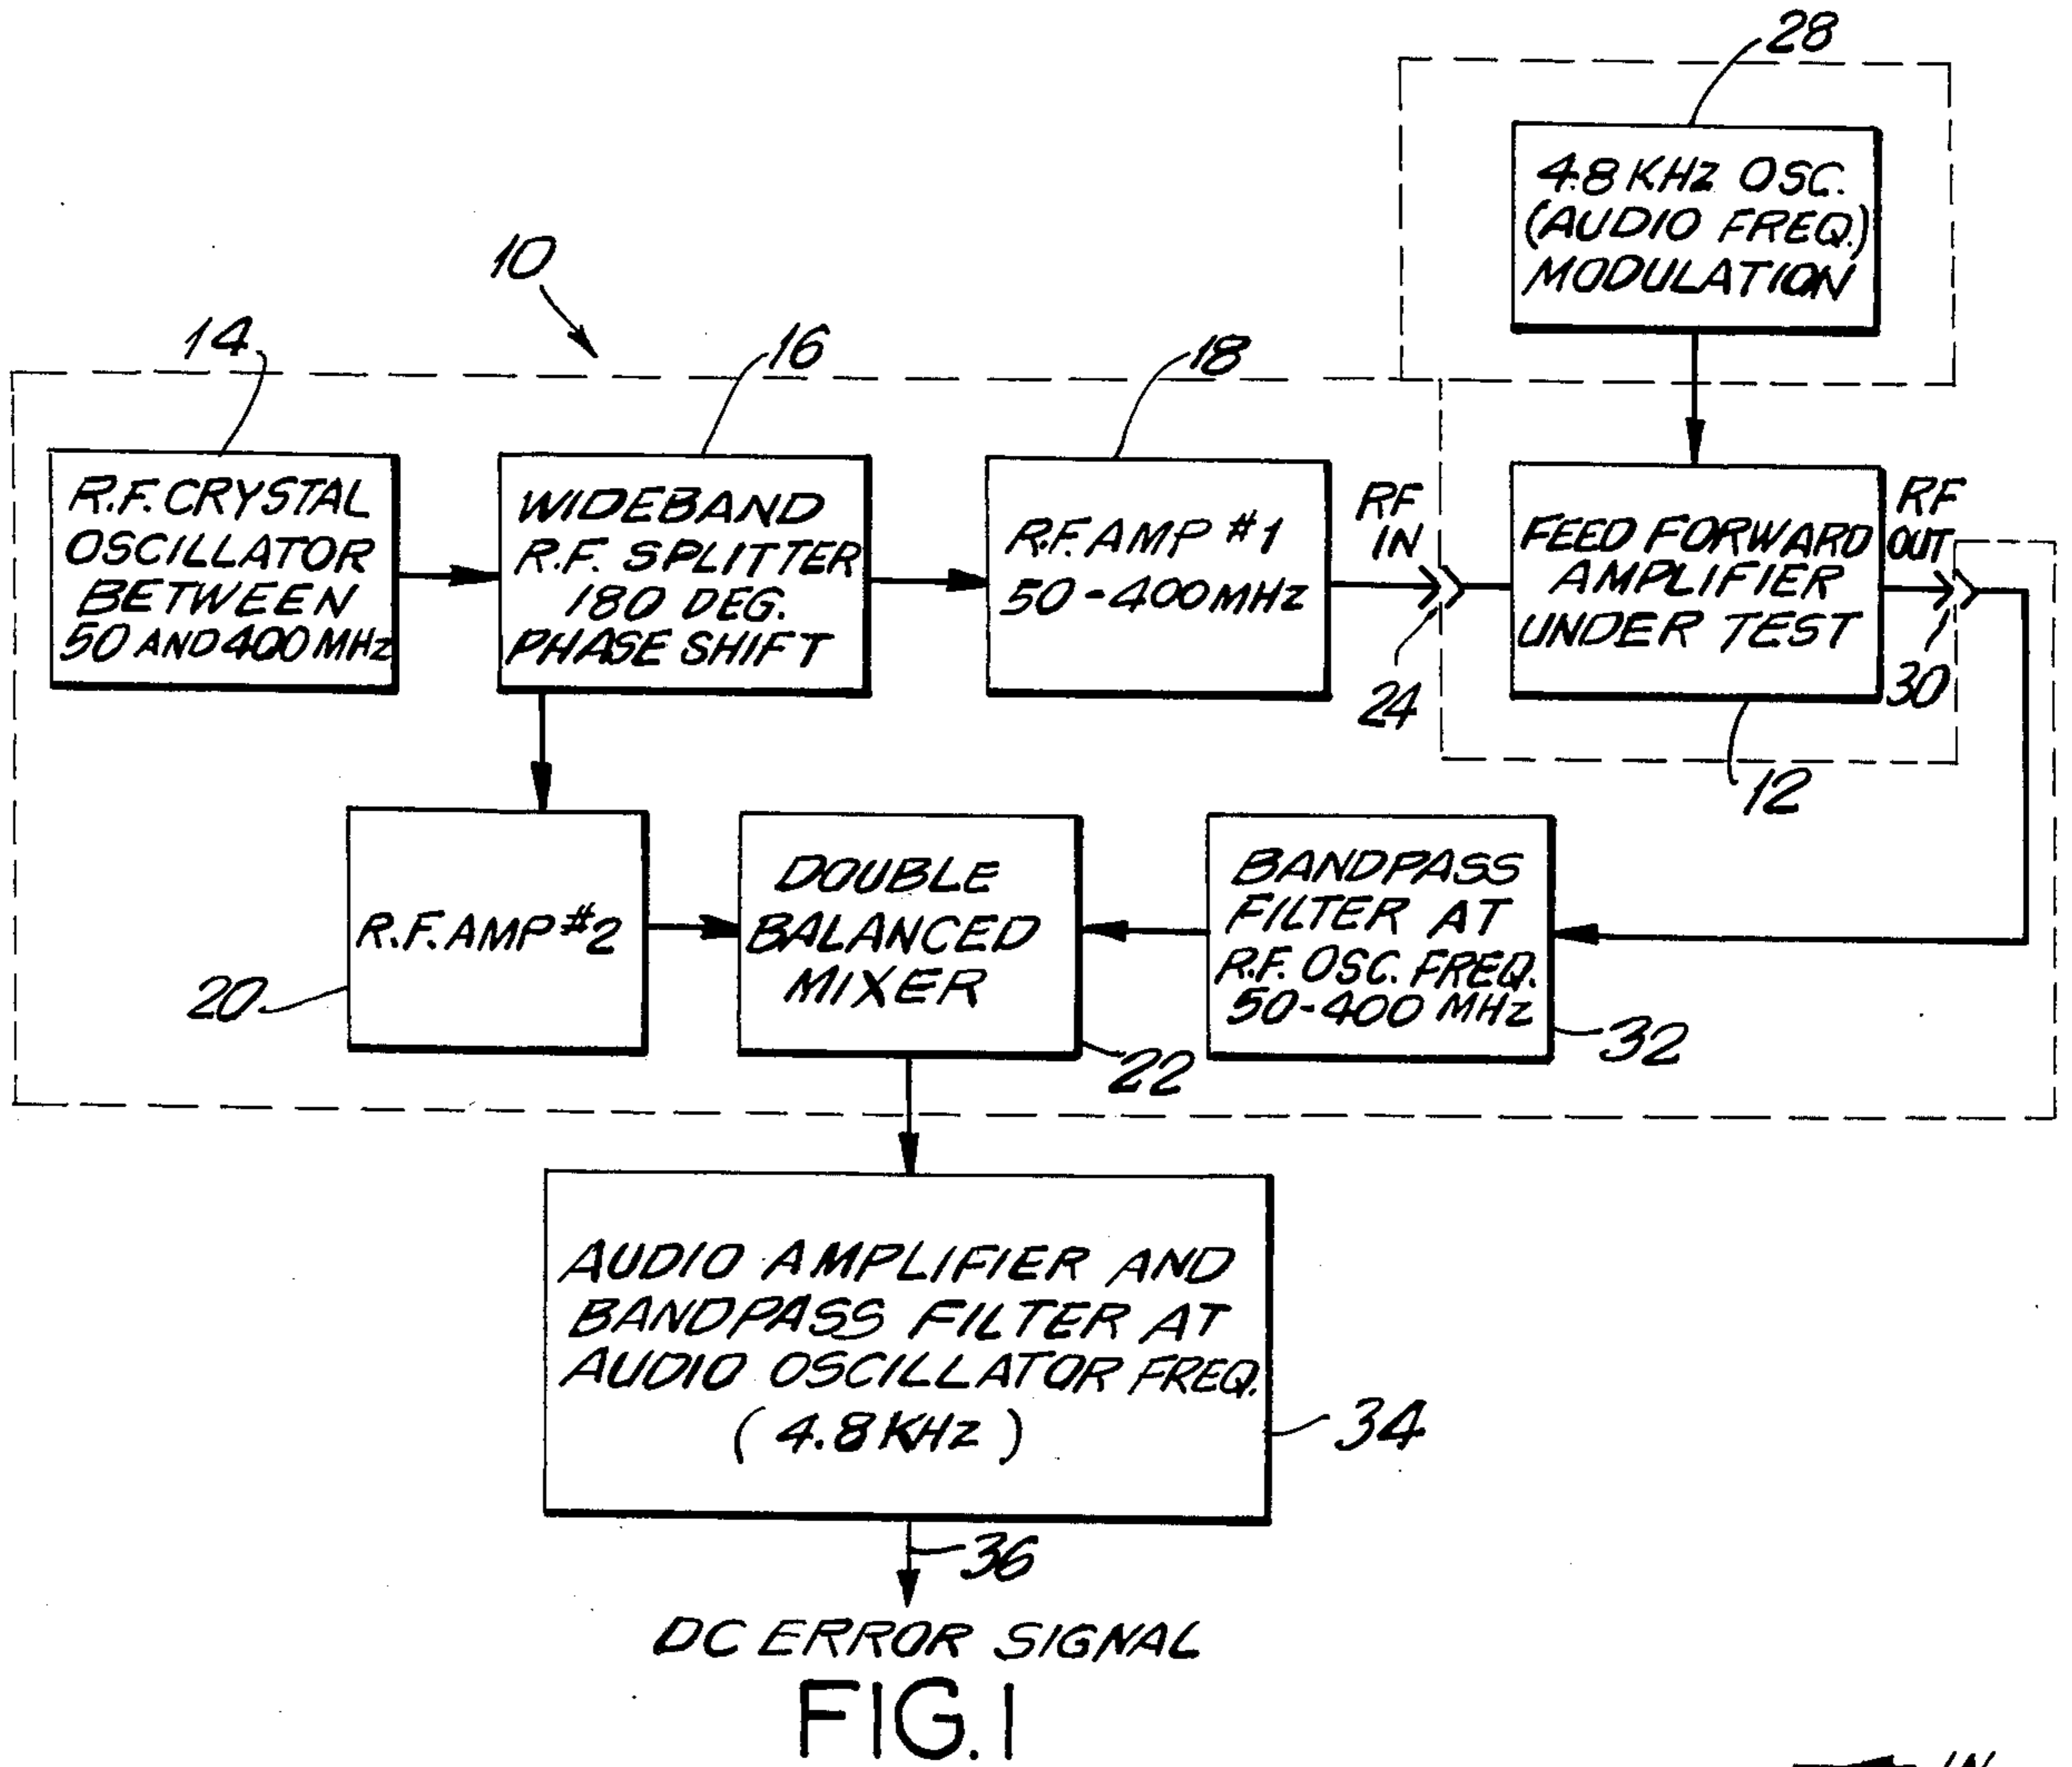 28
4.8 KHz OSC.
(AUDIO FREQ.)
MODULATION
10
14
16
18
R.F. CRYSTAL
OSCILLATOR
BETWEEN
50 AND 400 MHz
WIDEBAND
R.F. SPLITTER
180 DEG.
PHASE SHIFT
R.F. AMP #1
50-400 MHz
RF
IN
24
FEED FORWARD
AMPLIFIER
UNDER TEST
RF
OUT
30
12
R.F. AMP #2
20
DOUBLE
BALANCED
MIXER
22
BANDPASS
FILTER AT
R.F. OSC. FREQ.
50-400 MHz
32
AUDIO AMPLIFIER AND
BANDPASS FILTER AT
AUDIO OSCILLATOR FREQ.
(4.8 KHz)
34
36
DC ERROR SIGNAL
FIG. 1